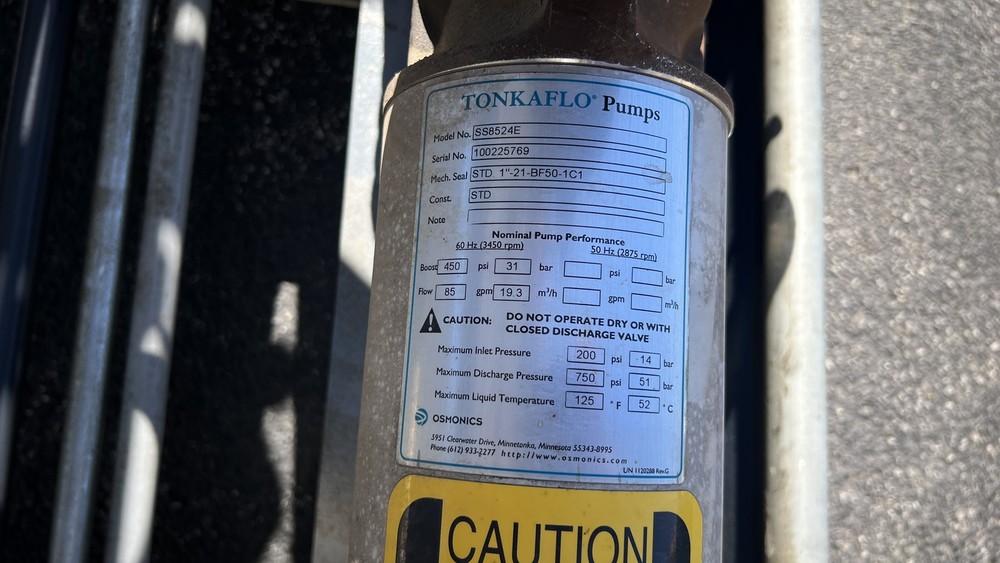 TONKAFLO® Pumps
Model No. SS8524E
Serial No. 100225769
Mech. Seal STD. 1"-21-BF50-1C1
Const. STD
Note
Nominal Pump Performance
60 Hz (3450 rpm) 50 Hz (2875 rpm)
Boost 450 psi 31 bar psi bar
Flow 85 gpm 19.3 m³/h gpm m³/h
CAUTION: DO NOT OPERATE DRY OR WITH
CLOSED DISCHARGE VALVE
Maximum Inlet Pressure 200 psi 14 bar
Maximum Discharge Pressure 750 psi 51 bar
Maximum Liquid Temperature 125 °F 52 °C
OSMONICS
5951 Clearwater Drive, Minnetonka, Minnesota 55343-8995
Phone (612) 933-2277 http://www.osmonics.com
L/N 1120288 Rev.G
CAUTION